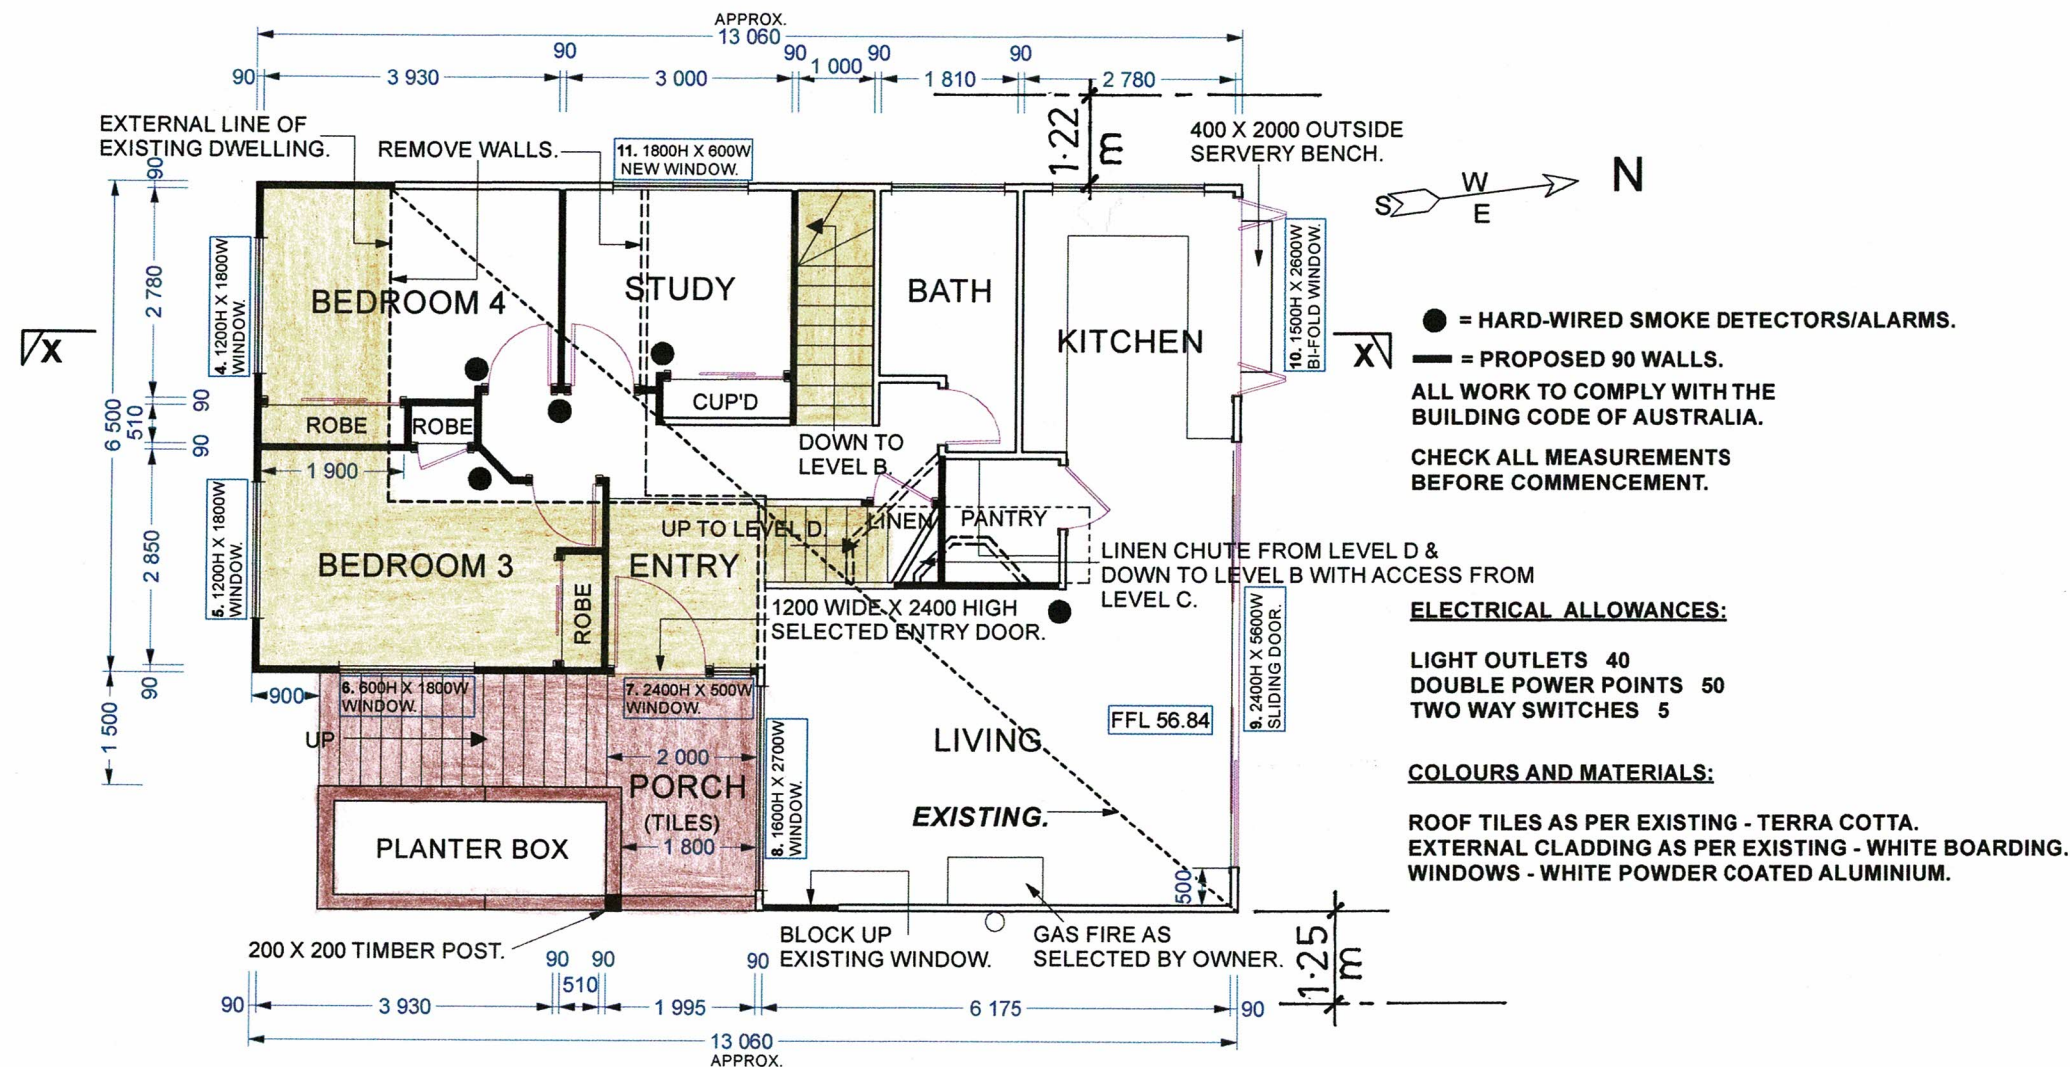 APPROX.
13 060
90
90
90
90
90
3 930
3 000
1 000
1 810
2 780
EXTERNAL LINE OF
EXISTING DWELLING.
REMOVE WALLS.
11. 1800H X 600W
NEW WINDOW.
1·22
m
400 X 2000 OUTSIDE
SERVERY BENCH.
S
W
E
N
90
2 780
90
510
90
2 850
90
6 500
1 500
4. 1200H X 1800W
WINDOW.
5. 1200H X 1800W
WINDOW.
BEDROOM 4
STUDY
BATH
KITCHEN
10. 1500H X 2600W
BI-FOLD WINDOW.
X
X
= HARD-WIRED SMOKE DETECTORS/ALARMS.
= PROPOSED 90 WALLS.
ALL WORK TO COMPLY WITH THE
BUILDING CODE OF AUSTRALIA.
CHECK ALL MEASUREMENTS
BEFORE COMMENCEMENT.
ROBE
ROBE
CUP'D
DOWN TO
LEVEL B.
1 900
UP TO LEVEL D.
LINEN
PANTRY
BEDROOM 3
ENTRY
ROBE
LINEN CHUTE FROM LEVEL D &
DOWN TO LEVEL B WITH ACCESS FROM
LEVEL C.
1200 WIDE X 2400 HIGH
SELECTED ENTRY DOOR.
9. 2400H X 5600W
SLIDING DOOR.
ELECTRICAL ALLOWANCES:
LIGHT OUTLETS 40
DOUBLE POWER POINTS 50
TWO WAY SWITCHES 5
900
6. 600H X 1800W
WINDOW.
7. 2400H X 500W
WINDOW.
UP
2 000
PORCH
(TILES)
1 800
8. 1600H X 2700W
WINDOW.
LIVING
FFL 56.84
EXISTING.
500
COLOURS AND MATERIALS:
ROOF TILES AS PER EXISTING - TERRA COTTA.
EXTERNAL CLADDING AS PER EXISTING - WHITE BOARDING.
WINDOWS - WHITE POWDER COATED ALUMINIUM.
PLANTER BOX
200 X 200 TIMBER POST.
BLOCK UP
EXISTING WINDOW.
GAS FIRE AS
SELECTED BY OWNER.
1·25
m
90
90
90
90
3 930
510
1 995
6 175
90
13 060
APPROX.